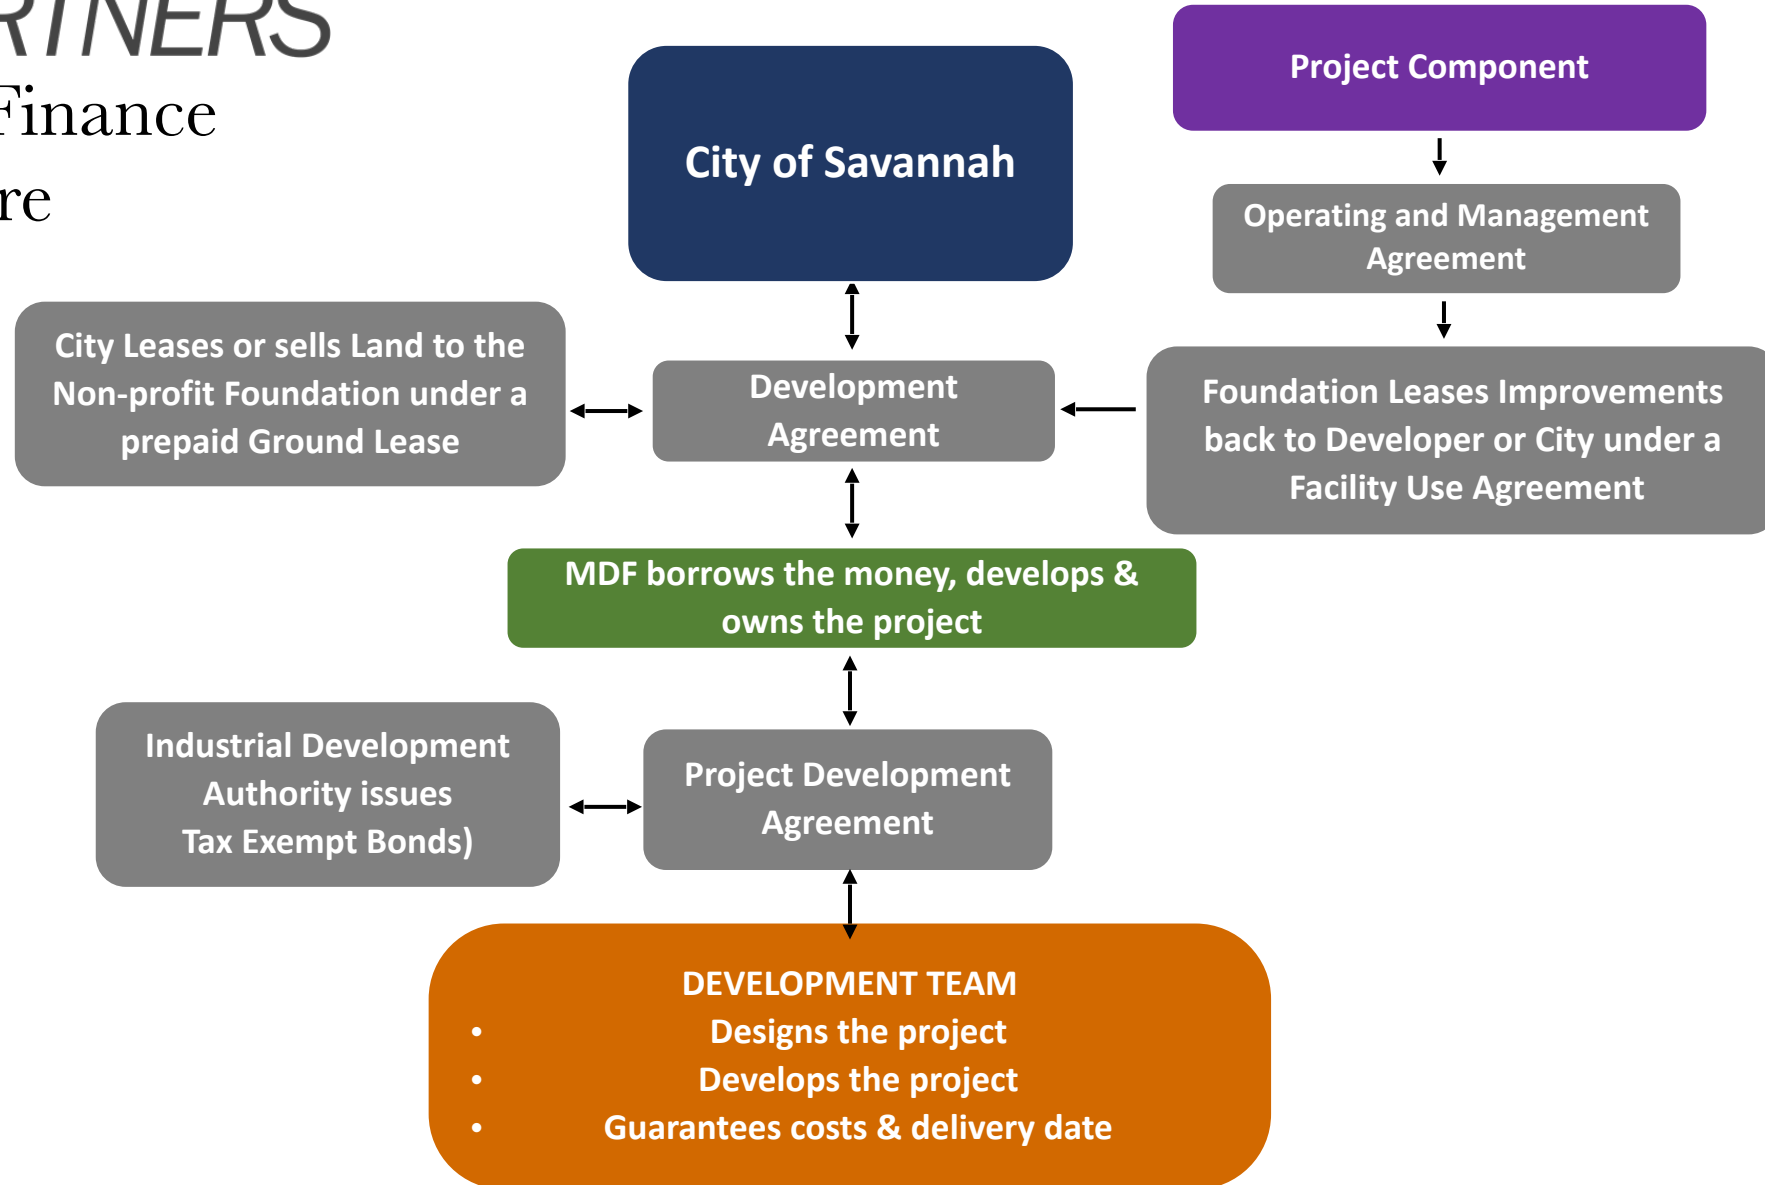 RTNERS
Finance
re
City of Savannah
Project Component
Operating and Management
Agreement
City Leases or sells Land to the
Non-profit Foundation under a
prepaid Ground Lease
Development
Agreement
Foundation Leases Improvements
back to Developer or City under a
Facility Use Agreement
MDF borrows the money, develops &
owns the project
Industrial Development
Authority issues
Tax Exempt Bonds)
Project Development
Agreement
DEVELOPMENT TEAM
• Designs the project
• Develops the project
• Guarantees costs & delivery date